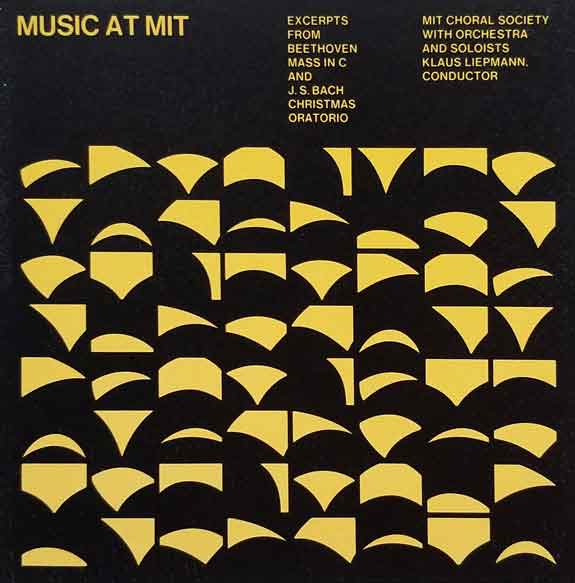 MUSIC AT MIT
EXCERPTS
FROM
BEETHOVEN
MASS IN C
AND
J. S. BACH
CHRISTMAS
ORATORIO
MIT CHORAL SOCIETY
WITH ORCHESTRA
AND SOLOISTS
KLAUS LIEPMANN,
CONDUCTOR